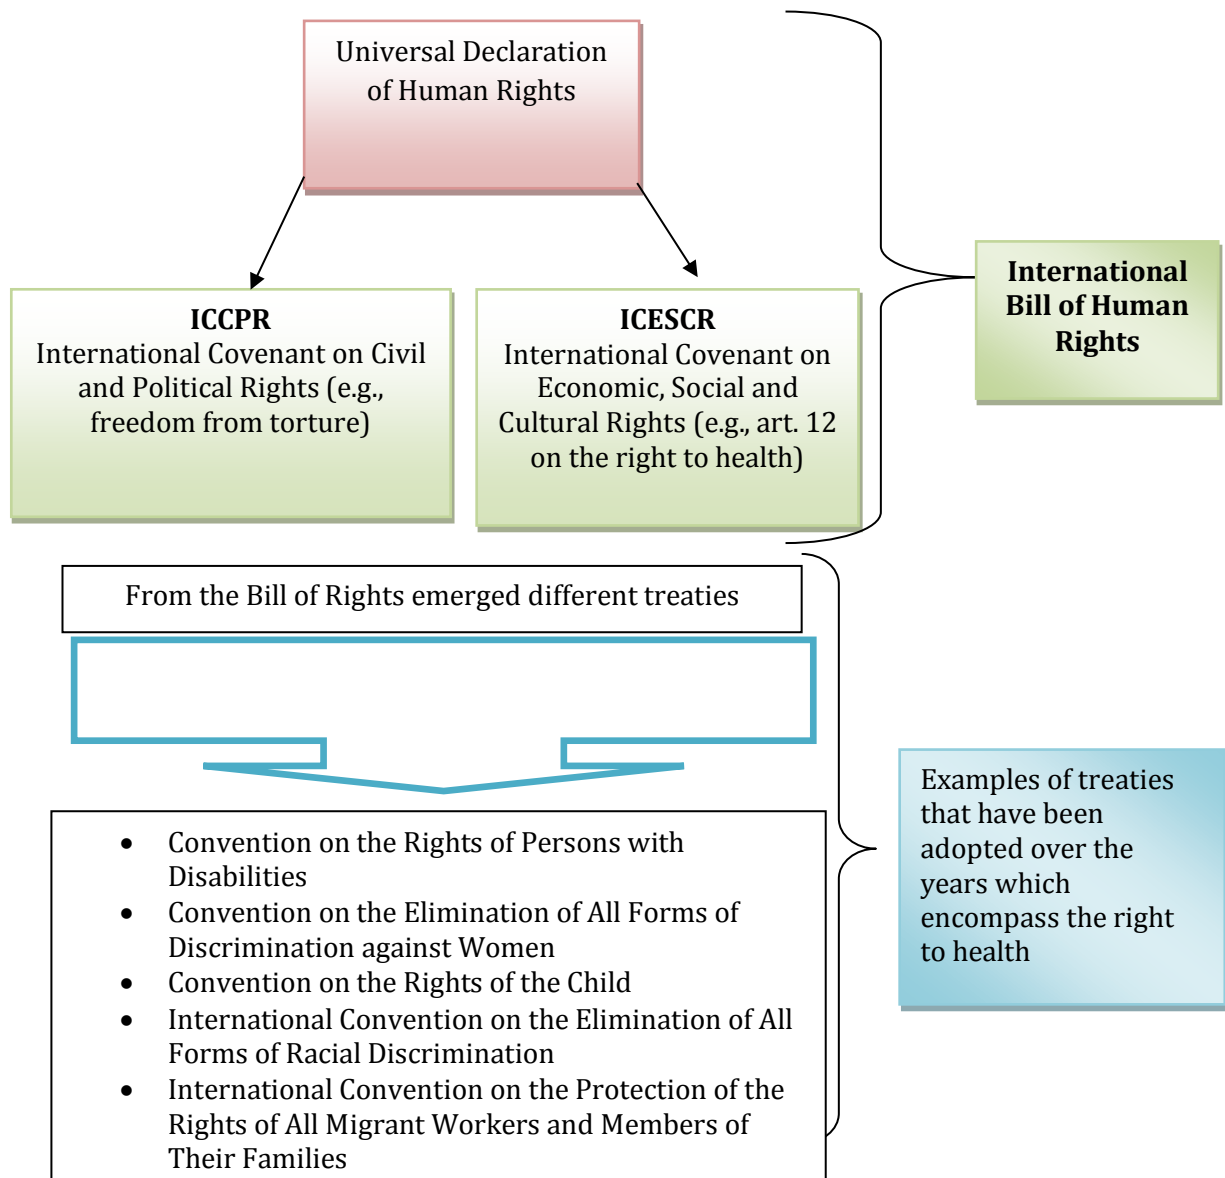 Universal Declaration
of Human Rights
ICCPR
International Covenant on Civil
and Political Rights (e.g.,
freedom from torture)
ICESCR
International Covenant on
Economic, Social and
Cultural Rights (e.g., art. 12
on the right to health)
International
Bill of Human
Rights
From the Bill of Rights emerged different treaties
• Convention on the Rights of Persons with
Disabilities
• Convention on the Elimination of All Forms of
Discrimination against Women
• Convention on the Rights of the Child
• International Convention on the Elimination of All
Forms of Racial Discrimination
• International Convention on the Protection of the
Rights of All Migrant Workers and Members of
Their Families
Examples of treaties
that have been
adopted over the
years which
encompass the right
to health